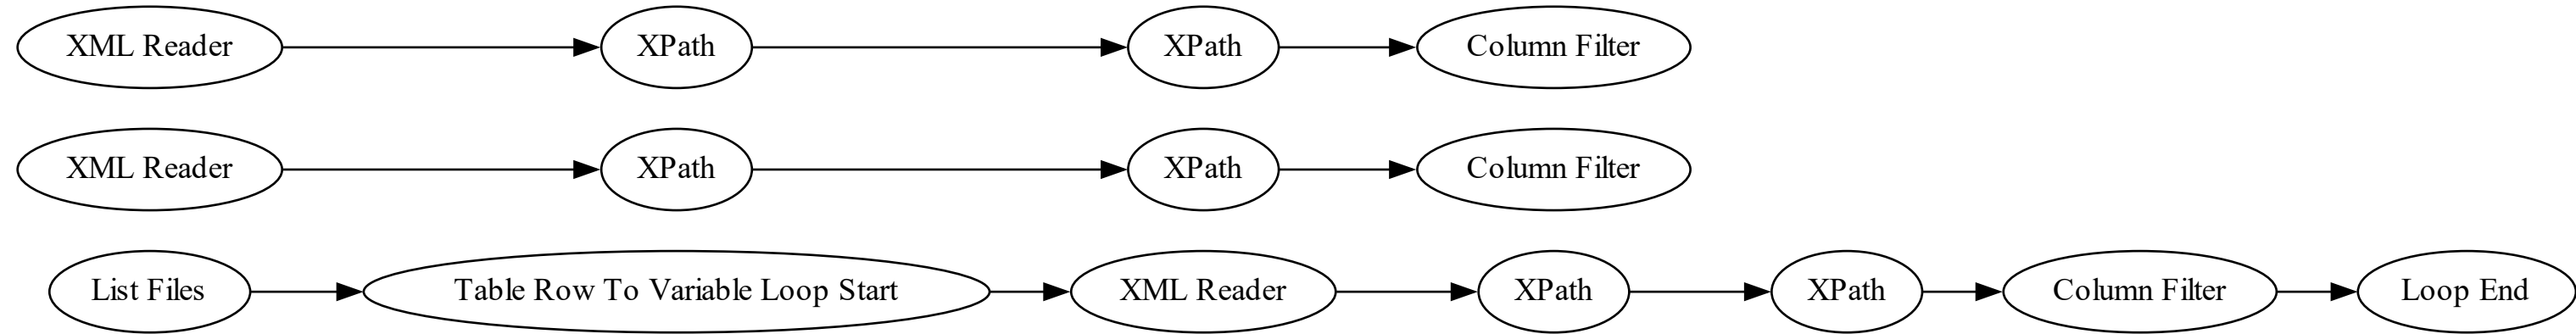 XML Reader XPath XPath Column Filter
XML Reader XPath XPath Column Filter
List Files Table Row To Variable Loop Start XML Reader XPath XPath Column Filter Loop End